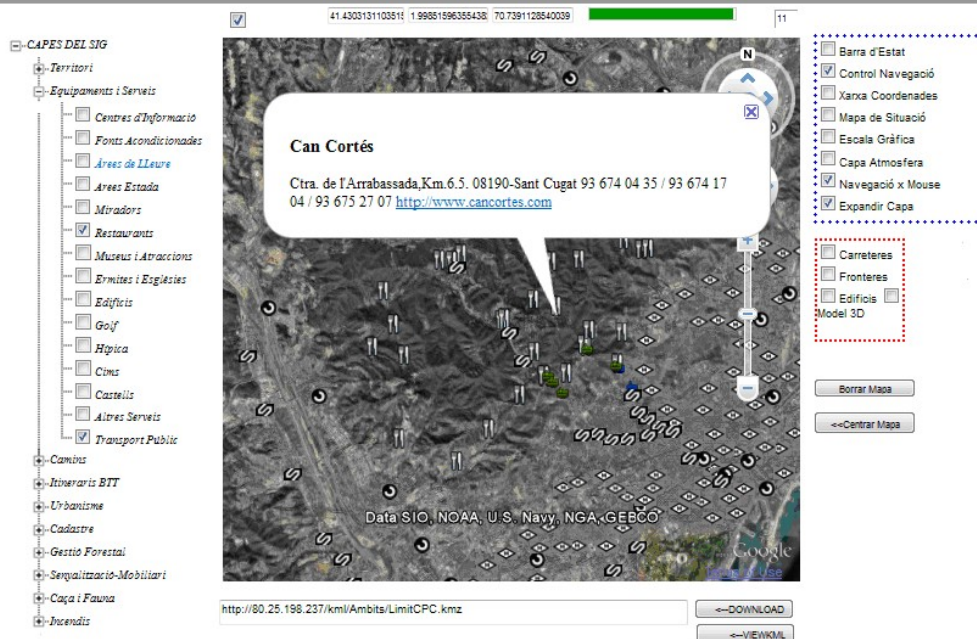 41.4303131103515 1.99851596355438 70.7391128540039 11
CAPES DEL SIG
Territori
Equipaments i Serveis
Centres d'Informació
Fonts Acondicionades
Àrees de LLeure
Arees Estada
Miradors
Restaurants
Museus i Atraccions
Ermites i Esglésies
Edificis
Golf
Hípica
Cims
Castells
Altres Serveis
Transport Públic
Camins
Itineraris BTT
Urbanisme
Cadastre
Gestió Forestal
Senyalització-Mobiliari
Caça i Fauna
Incendis
N
Can Cortés
Ctra. de l'Arrabassada,Km.6.5. 08190-Sant Cugat 93 674 04 35 / 93 674 17
04 / 93 675 27 07 http://www.cancortes.com
Data SIO, NOAA, U.S. Navy, NGA, GEBCO
Google
Terms of Use
http://80.25.198.237/kml/Ambits/LimitCPC.kmz
<--DOWNLOAD
<--VIEWKML
Barra d'Estat
Control Navegació
Xarxa Coordenades
Mapa de Situació
Escala Gràfica
Capa Atmosfera
Navegació x Mouse
Expandir Capa
Carreteres
Fronteres
Edificis
Model 3D
Borrar Mapa
<<Centrar Mapa